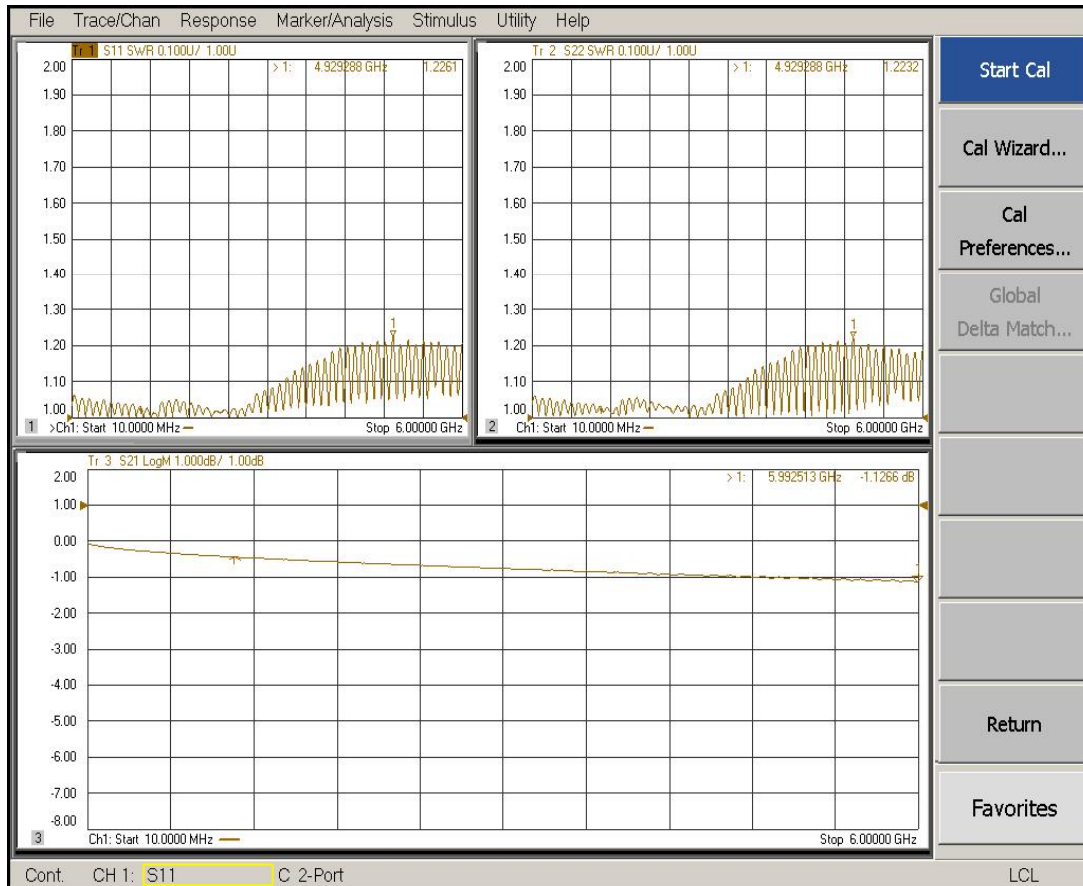 File Trace/Chan Response Marker/Analysis Stimulus Utility Help
Tr 1 S11 SWR 0.100U/ 1.00U
> 1: 4.929288 GHz 1.2261
2.00
1.90
1.80
1.70
1.60
1.50
1.40
1.30
1.20
1.10
1.00
1
1 >Ch1: Start 10.0000 MHz Stop 6.00000 GHz
Tr 2 S22 SWR 0.100U/ 1.00U
> 1: 4.929288 GHz 1.2232
2.00
1.90
1.80
1.70
1.60
1.50
1.40
1.30
1.20
1.10
1.00
1
2 Ch1: Start 10.0000 MHz Stop 6.00000 GHz
Tr 3 S21 LogM 1.000dB/ 1.00dB
> 1: 5.992513 GHz -1.1266 dB
2.00
1.00
0.00
-1.00
-2.00
-3.00
-4.00
-5.00
-6.00
-7.00
-8.00
3 Ch1: Start 10.0000 MHz Stop 6.00000 GHz
Start Cal
Cal Wizard...
Cal
Preferences...
Global
Delta Match...
Return
Favorites
Cont. CH 1: S11 C 2-Port LCL